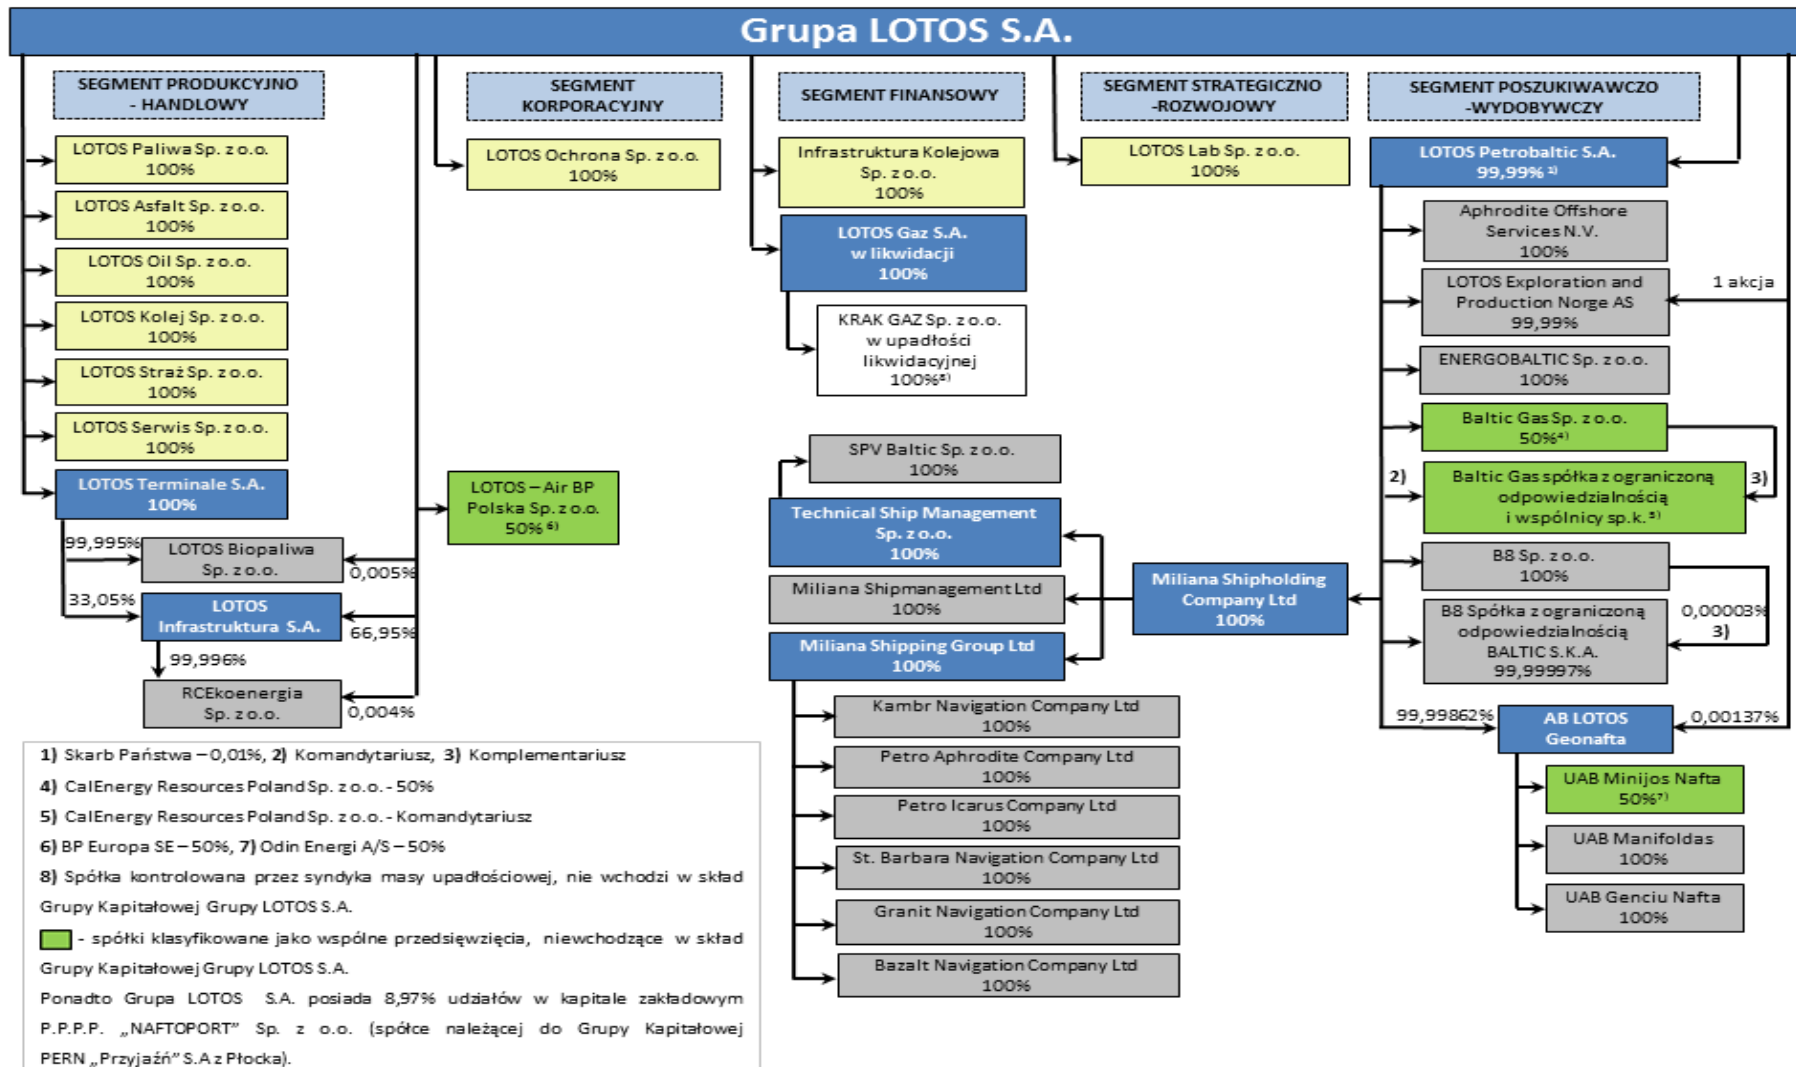 Grupa LOTOS S.A.
SEGMENT PRODUKCYJNO
- HANDLOWY
LOTOS Paliwa Sp. z o.o.
100%
LOTOS Asfalt Sp. z o.o.
100%
LOTOS Oil Sp. z o.o.
100%
LOTOS Kolej Sp. z o.o.
100%
LOTOS Straż Sp. z o.o.
100%
LOTOS Serwis Sp. z o.o.
100%
LOTOS Terminale S.A.
100%
99,995%
LOTOS Biopaliwa
Sp. z o.o.
0,005%
33,05%
LOTOS
Infrastruktura S.A.
66,95%
99,996%
RCEkoenergia
Sp. z o.o.
0,004%
SEGMENT
KORPORACYJNY
LOTOS Ochrona Sp. z o.o.
100%
LOTOS – Air BP
Polska Sp. z o.o.
50% ⁶⁾
SEGMENT FINANSOWY
Infrastruktura Kolejowa
Sp. z o.o.
100%
LOTOS Gaz S.A.
w likwidacji
100%
KRAK GAZ Sp. z o.o.
w upadłości
likwidacyjnej
100%⁸⁾
SEGMENT STRATEGICZNO
-ROZWOJOWY
LOTOS Lab Sp. z o.o.
100%
SEGMENT POSZUKIWAWCZO
-WYDOBYWCZY
LOTOS Petrobaltic S.A.
99,99% ¹⁾
Aphrodite Offshore
Services N.V.
100%
LOTOS Exploration and
Production Norge AS
99,99%
1 akcja
ENERGOBALTIC Sp. z o.o.
100%
Baltic Gas Sp. z o.o.
50%⁴⁾
2)
Baltic Gas spółka z ograniczoną
odpowiedzialnością
i wspólnicy sp.k.⁵⁾
3)
B8 Sp. z o.o.
100%
B8 Spółka z ograniczoną
odpowiedzialnością
BALTIC S.K.A.
99,99997%
0,00003%
3)
99,99862%
AB LOTOS
Geonafta
0,00137%
UAB Minijos Nafta
50%⁷⁾
UAB Manifoldas
100%
UAB Genciu Nafta
100%
Miliana Shipholding
Company Ltd
100%
SPV Baltic Sp. z o.o.
100%
Technical Ship Management
Sp. z o.o.
100%
Miliana Shipmanagement Ltd
100%
Miliana Shipping Group Ltd
100%
Kambr Navigation Company Ltd
100%
Petro Aphrodite Company Ltd
100%
Petro Icarus Company Ltd
100%
St. Barbara Navigation Company Ltd
100%
Granit Navigation Company Ltd
100%
Bazalt Navigation Company Ltd
100%
1) Skarb Państwa – 0,01%, 2) Komandytariusz, 3) Komplementariusz
4) CalEnergy Resources Poland Sp. z o.o. - 50%
5) CalEnergy Resources Poland Sp. z o.o. - Komandytariusz
6) BP Europa SE – 50%, 7) Odin Energi A/S – 50%
8) Spółka kontrolowana przez syndyka masy upadłościowej, nie wchodzi w skład
Grupy Kapitałowej Grupy LOTOS S.A.
- spółki klasyfikowane jako wspólne przedsięwzięcia, niewchodzące w skład
Grupy Kapitałowej Grupy LOTOS S.A.
Ponadto Grupa LOTOS S.A. posiada 8,97% udziałów w kapitale zakładowym
P.P.P.P. „NAFTOPORT" Sp. z o.o. (spółce należącej do Grupy Kapitałowej
PERN „Przyjaźń" S.A z Płocka).